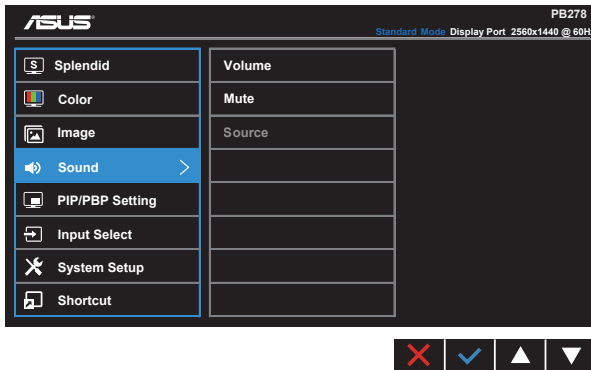 ASUS
PB278
Standard Mode Display Port 2560x1440 @ 60H
S Splendid
Volume
Color
Mute
Image
Source
Sound
PIP/PBP Setting
Input Select
System Setup
Shortcut